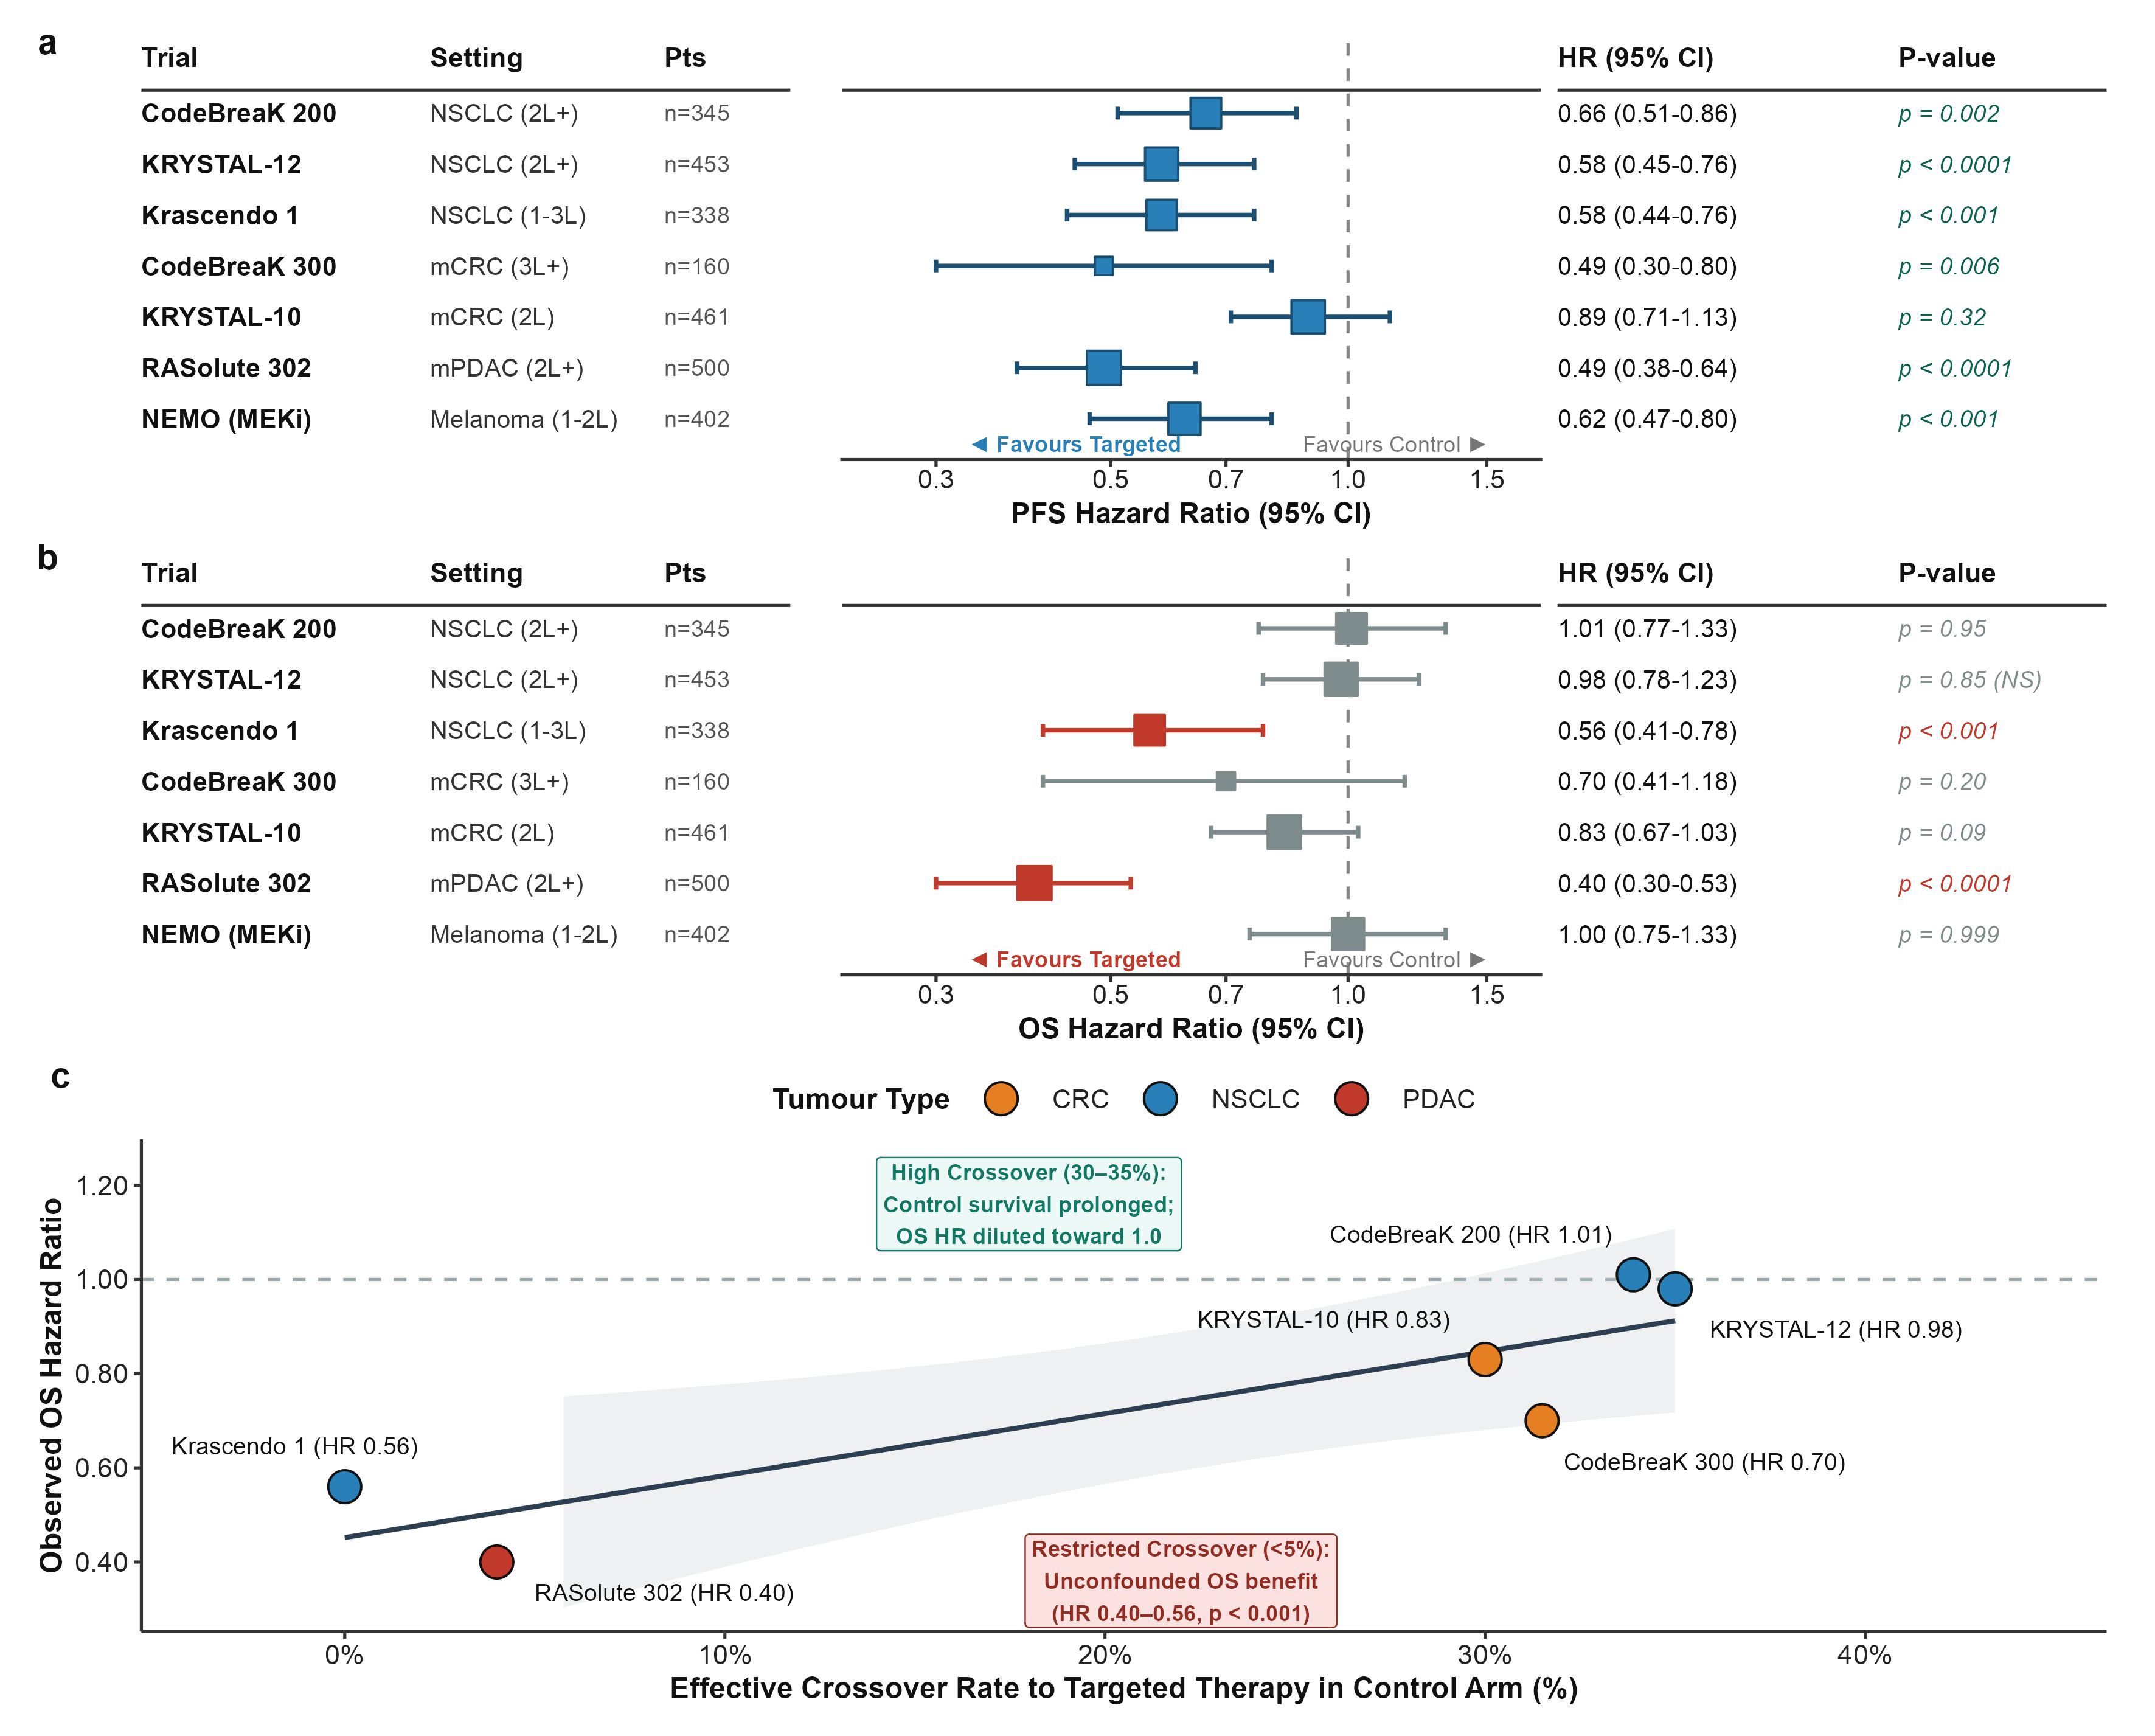 a
Trial Setting Pts HR (95% CI) P-value
CodeBreaK 200 NSCLC (2L+) n=345 0.66 (0.51-0.86) p = 0.002
KRYSTAL-12 NSCLC (2L+) n=453 0.58 (0.45-0.76) p < 0.0001
Krascendo 1 NSCLC (1-3L) n=338 0.58 (0.44-0.76) p < 0.001
CodeBreaK 300 mCRC (3L+) n=160 0.49 (0.30-0.80) p = 0.006
KRYSTAL-10 mCRC (2L) n=461 0.89 (0.71-1.13) p = 0.32
RASolute 302 mPDAC (2L+) n=500 0.49 (0.38-0.64) p < 0.0001
NEMO (MEKi) Melanoma (1-2L) n=402 0.62 (0.47-0.80) p < 0.001
◄ Favours Targeted Favours Control ►
0.3 0.5 0.7 1.0 1.5
PFS Hazard Ratio (95% CI)
b
Trial Setting Pts HR (95% CI) P-value
CodeBreaK 200 NSCLC (2L+) n=345 1.01 (0.77-1.33) p = 0.95
KRYSTAL-12 NSCLC (2L+) n=453 0.98 (0.78-1.23) p = 0.85 (NS)
Krascendo 1 NSCLC (1-3L) n=338 0.56 (0.41-0.78) p < 0.001
CodeBreaK 300 mCRC (3L+) n=160 0.70 (0.41-1.18) p = 0.20
KRYSTAL-10 mCRC (2L) n=461 0.83 (0.67-1.03) p = 0.09
RASolute 302 mPDAC (2L+) n=500 0.40 (0.30-0.53) p < 0.0001
NEMO (MEKi) Melanoma (1-2L) n=402 1.00 (0.75-1.33) p = 0.999
◄ Favours Targeted Favours Control ►
0.3 0.5 0.7 1.0 1.5
OS Hazard Ratio (95% CI)
c
Tumour Type CRC NSCLC PDAC
Observed OS Hazard Ratio
1.20
1.00
0.80
0.60
0.40
High Crossover (30–35%):
Control survival prolonged;
OS HR diluted toward 1.0
CodeBreaK 200 (HR 1.01)
KRYSTAL-10 (HR 0.83)
KRYSTAL-12 (HR 0.98)
Krascendo 1 (HR 0.56)
CodeBreaK 300 (HR 0.70)
RASolute 302 (HR 0.40)
Restricted Crossover (<5%):
Unconfounded OS benefit
(HR 0.40–0.56, p < 0.001)
0% 10% 20% 30% 40%
Effective Crossover Rate to Targeted Therapy in Control Arm (%)